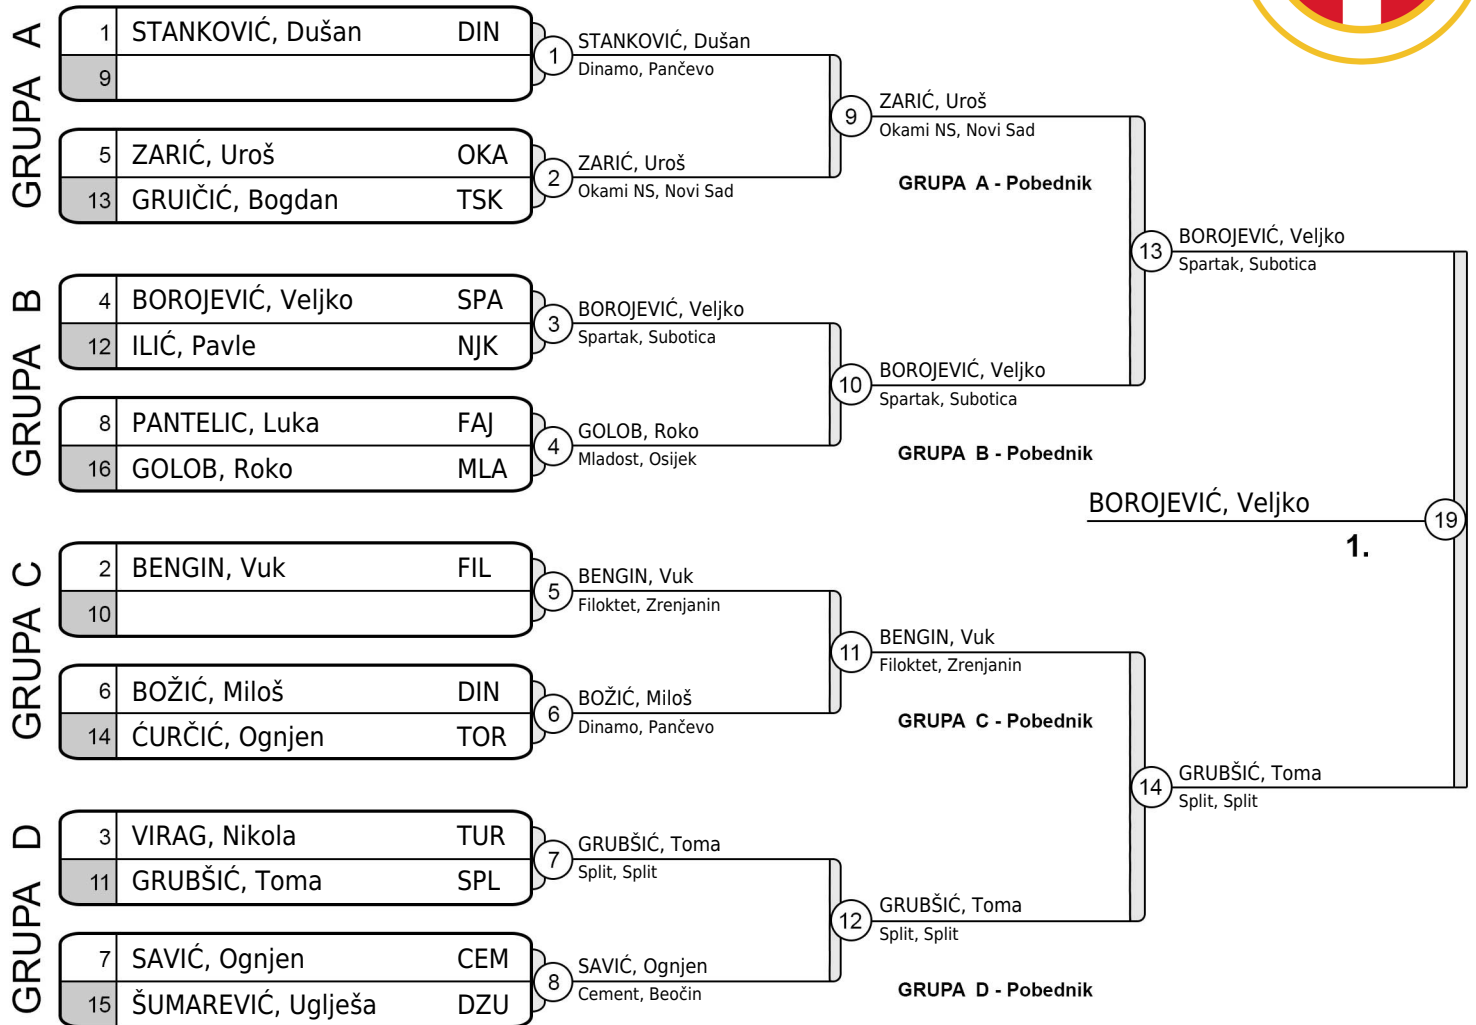 GRUPA A
1 STANKOVIĆ, Dušan DIN
9
5 ZARIĆ, Uroš OKA
13 GRUIČIĆ, Bogdan TSK
GRUPA B
4 BOROJEVIĆ, Veljko SPA
12 ILIĆ, Pavle NJK
8 PANTELIC, Luka FAJ
16 GOLOB, Roko MLA
GRUPA C
2 BENGIN, Vuk FIL
10
6 BOŽIĆ, Miloš DIN
14 ĆURČIĆ, Ognjen TOR
GRUPA D
3 VIRAG, Nikola TUR
11 GRUBŠIĆ, Toma SPL
7 SAVIĆ, Ognjen CEM
15 ŠUMAREVIĆ, Uglješa DZU
1 STANKOVIĆ, Dušan
Dinamo, Pančevo
2 ZARIĆ, Uroš
Okami NS, Novi Sad
3 BOROJEVIĆ, Veljko
Spartak, Subotica
4 GOLOB, Roko
Mladost, Osijek
5 BENGIN, Vuk
Filoktet, Zrenjanin
6 BOŽIĆ, Miloš
Dinamo, Pančevo
7 GRUBŠIĆ, Toma
Split, Split
8 SAVIĆ, Ognjen
Cement, Beočin
9 ZARIĆ, Uroš
Okami NS, Novi Sad
GRUPA A - Pobednik
10 BOROJEVIĆ, Veljko
Spartak, Subotica
GRUPA B - Pobednik
11 BENGIN, Vuk
Filoktet, Zrenjanin
GRUPA C - Pobednik
12 GRUBŠIĆ, Toma
Split, Split
GRUPA D - Pobednik
13 BOROJEVIĆ, Veljko
Spartak, Subotica
14 GRUBŠIĆ, Toma
Split, Split
BOROJEVIĆ, Veljko 19
1.